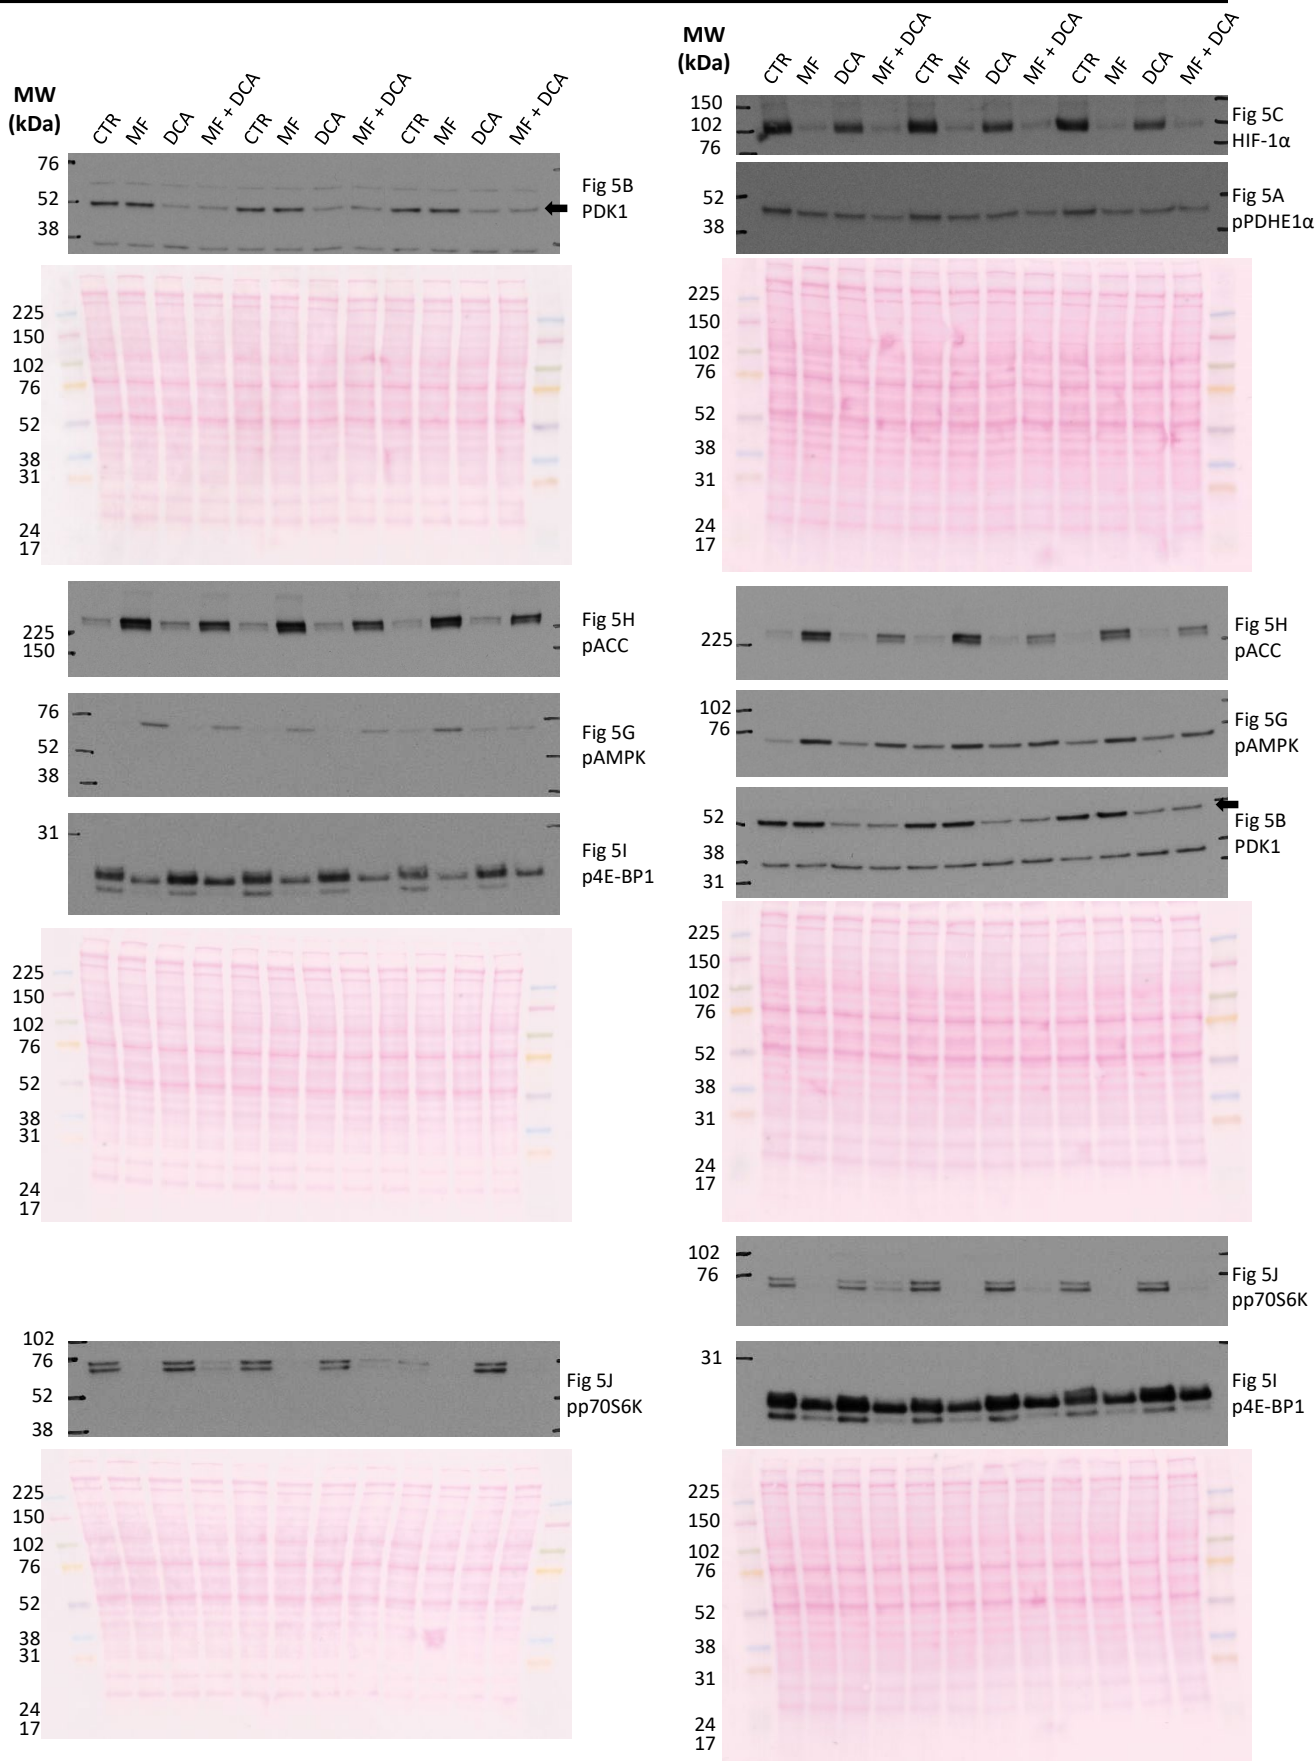 MW
(kDa)
CTR
MF
DCA
MF + DCA
CTR
MF
DCA
MF + DCA
CTR
MF
DCA
MF + DCA
76
52
38
Fig 5B
PDK1
225
150
102
76
52
38
31
24
17
225
150
Fig 5H
pACC
76
52
38
Fig 5G
pAMPK
31
Fig 5I
p4E-BP1
225
150
102
76
52
38
31
24
17
102
76
52
38
Fig 5J
pp70S6K
225
150
102
76
52
38
31
24
17
MW
(kDa)
CTR
MF
DCA
MF + DCA
CTR
MF
DCA
MF + DCA
CTR
MF
DCA
MF + DCA
150
102
76
Fig 5C
HIF-1α
52
38
Fig 5A
pPDHE1α
225
150
102
76
52
38
31
24
17
225
Fig 5H
pACC
102
76
Fig 5G
pAMPK
52
38
31
Fig 5B
PDK1
225
150
102
76
52
38
31
24
17
102
76
Fig 5J
pp70S6K
31
Fig 5I
p4E-BP1
225
150
102
76
52
38
31
24
17